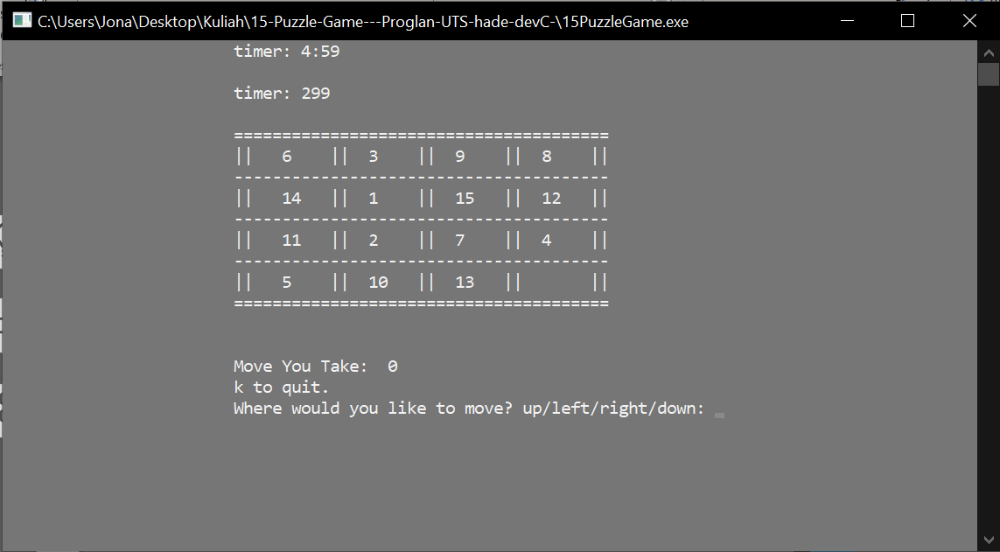 C:\Users\Jona\Desktop\Kuliah\15-Puzzle-Game---Proglan-UTS-hade-devC-\15PuzzleGame.exe
timer: 4:59
timer: 299
=======================================
||   6    ||  3    ||  9    ||  8    ||
---------------------------------------
||   14   ||  1    ||  15   ||  12   ||
---------------------------------------
||   11   ||  2    ||  7    ||  4    ||
---------------------------------------
||   5    ||  10   ||  13   ||       ||
=======================================
Move You Take:  0
k to quit.
Where would you like to move? up/left/right/down: _